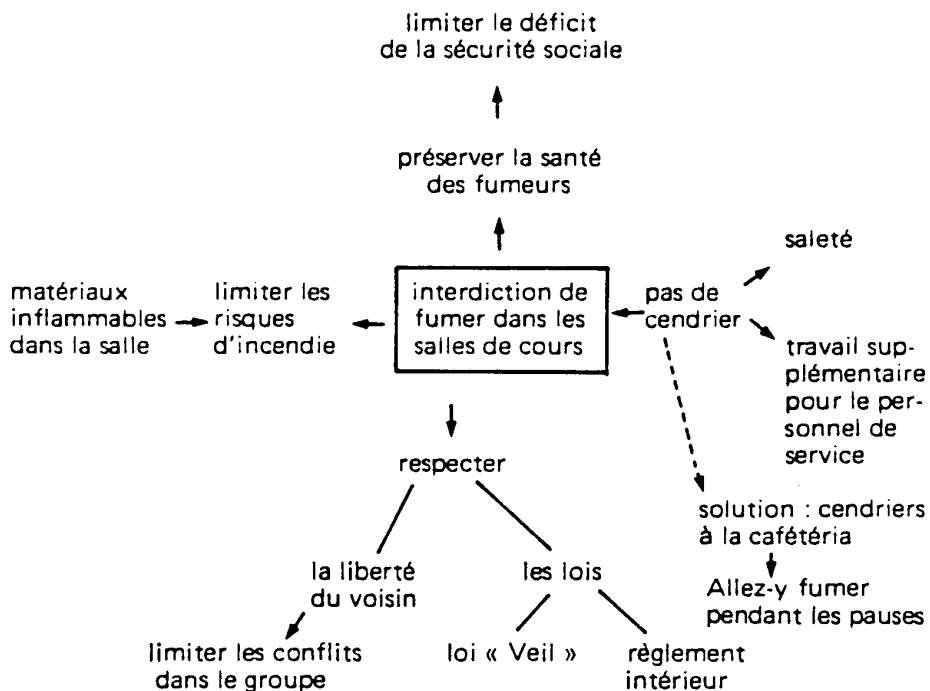 limiter le déficit
de la sécurité sociale
préserver la santé
des fumeurs
interdiction de
fumer dans les
salles de cours
matériaux
inflammables
dans la salle
limiter les
risques
d'incendie
pas de
cendrier
saleté
travail sup-
plémentaire
pour le per-
sonnel de
service
solution : cendriers
à la cafétéria
Allez-y fumer
pendant les pauses
respecter
la liberté
du voisin
limiter les conflits
dans le groupe
les lois
loi « Veil »
règlement
intérieur